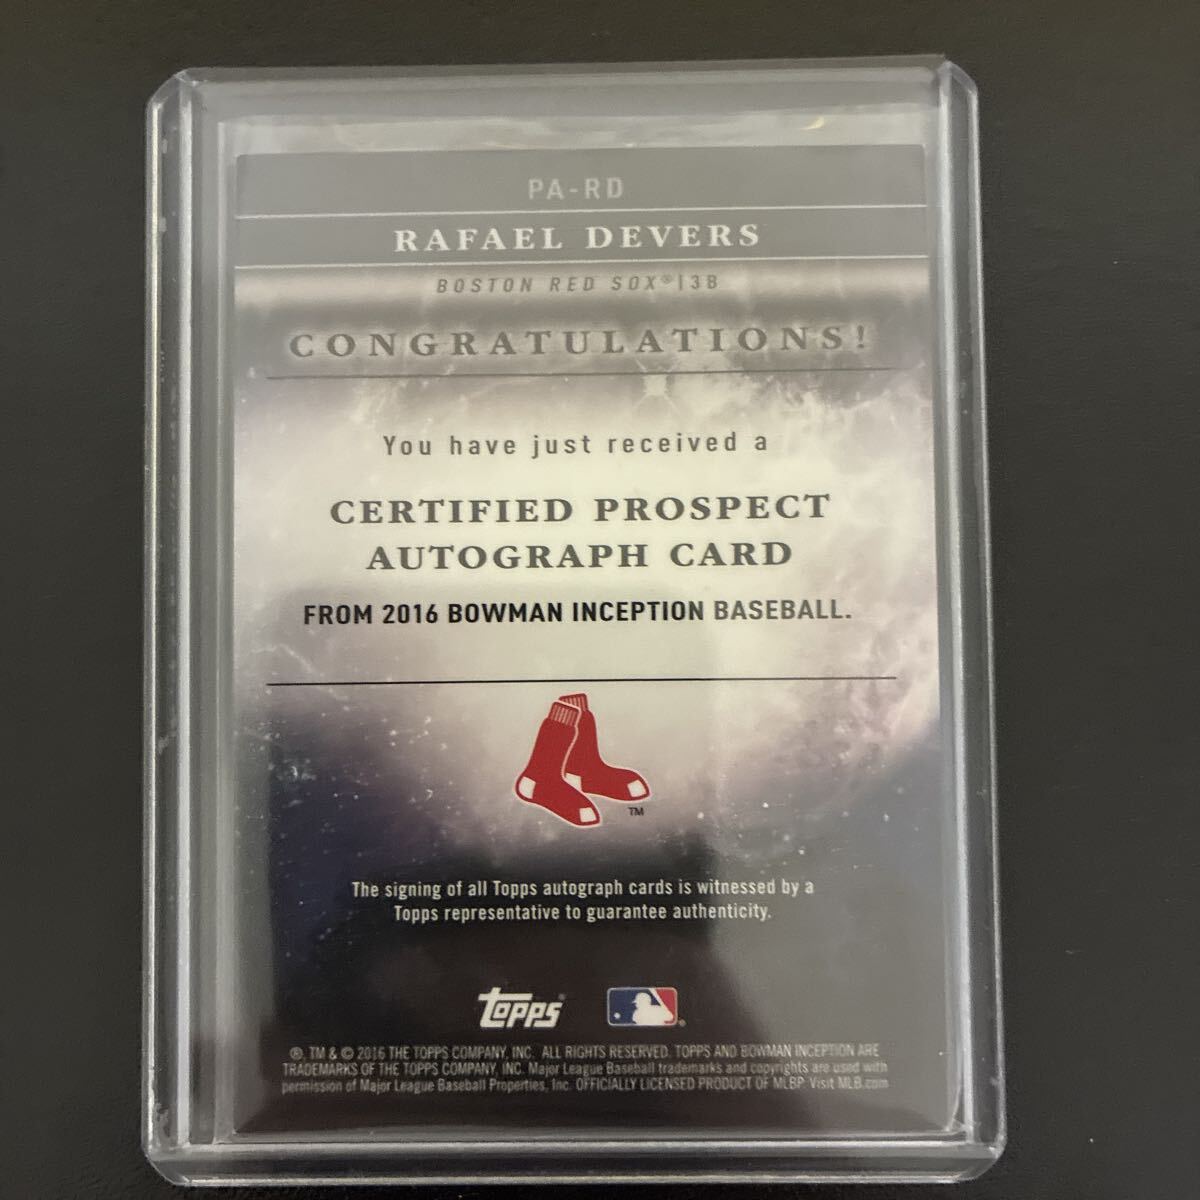 PA-RD
RAFAEL DEVERS
BOSTON RED SOX®|3B
CONGRATULATIONS!
You have just received a
CERTIFIED PROSPECT
AUTOGRAPH CARD
FROM 2016 BOWMAN INCEPTION BASEBALL.
TM
The signing of all Topps autograph cards is witnessed by a
Topps representative to guarantee authenticity.
topps®
®, TM & © 2016 THE TOPPS COMPANY, INC. ALL RIGHTS RESERVED. TOPPS AND BOWMAN INCEPTION ARE
TRADEMARKS OF THE TOPPS COMPANY, INC. Major League Baseball trademarks and copyrights are used with
permission of Major League Baseball Properties, Inc. OFFICIALLY LICENSED PRODUCT OF MLBP Visit MLB.com